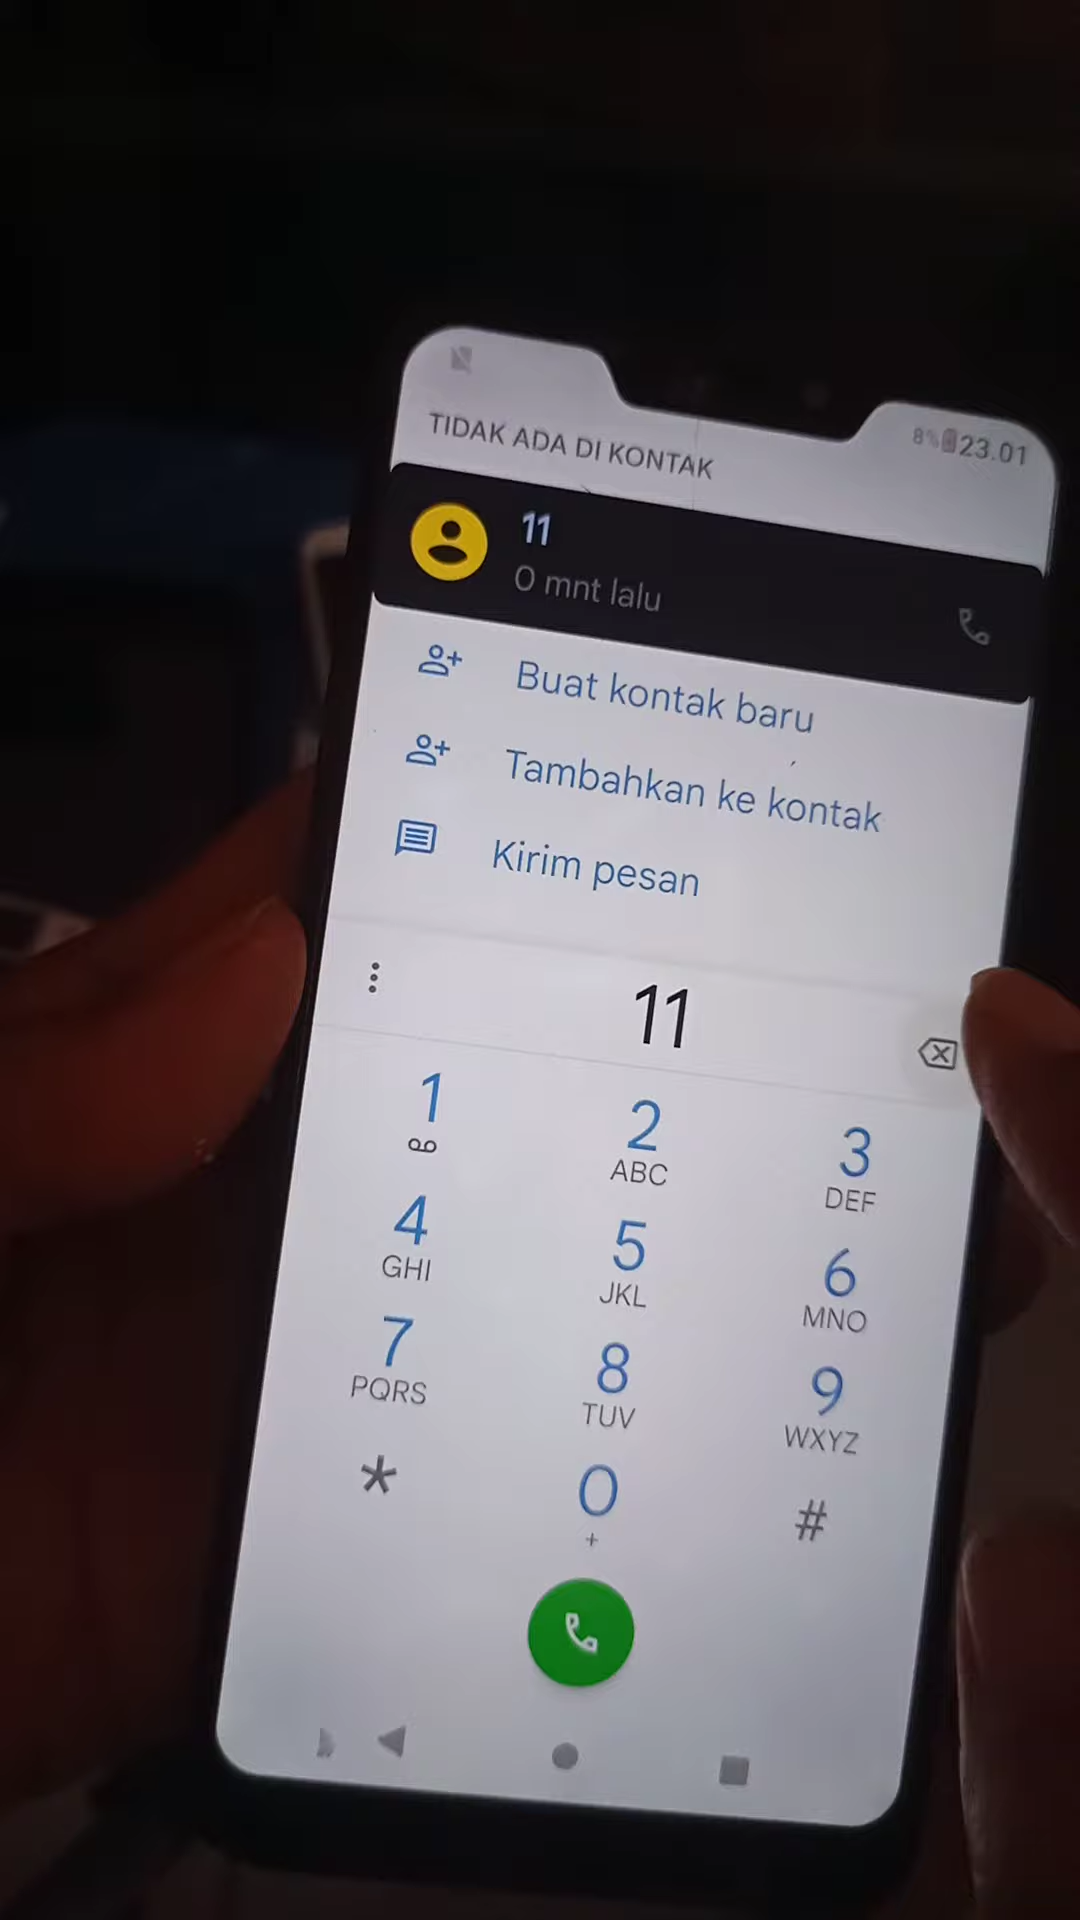 8% 23.01
TIDAK ADA DI KONTAK
11
0 mnt lalu
Buat kontak baru
Tambahkan ke kontak
Kirim pesan
11
1 2 3
ABC DEF
4 5 6
GHI JKL MNO
7 8 9
PQRS TUV WXYZ
* 0 #
+